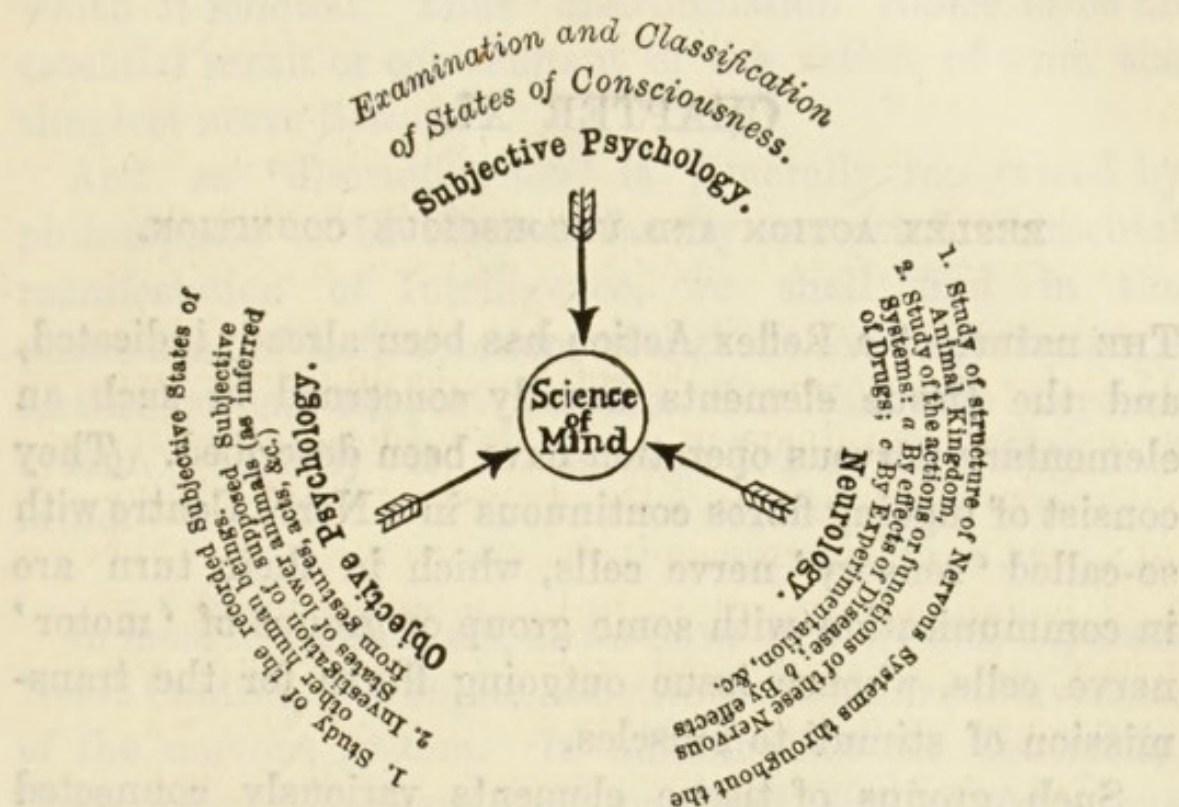 Examination and Classification
of States of Consciousness.
Subjective Psychology.
Science
of
Mind
1. Study of the recorded Subjective States of
other human beings.
2. Investigation of supposed Subjective
States of lower animals (as inferred
from gestures, acts, &c.)
Objective Psychology.
1. Study of structure of Nervous Systems throughout the
Animal Kingdom.
2. Study of the actions or functions of these Nervous
Systems: a By effects of Disease; b By effects
of Drugs; c By Experimentation, &c.
Neurology.